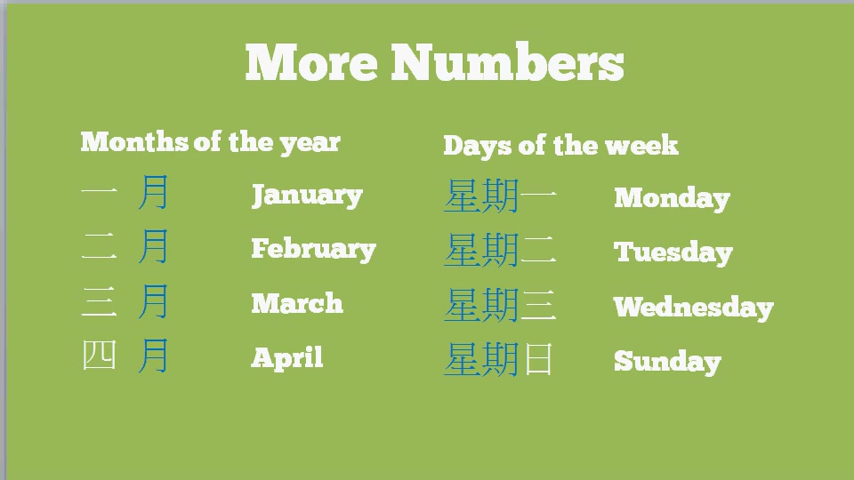 More Numbers
Months of the year
一 月 January
二 月 February
三 月 March
四 月 April
Days of the week
星期一 Monday
星期二 Tuesday
星期三 Wednesday
星期日 Sunday